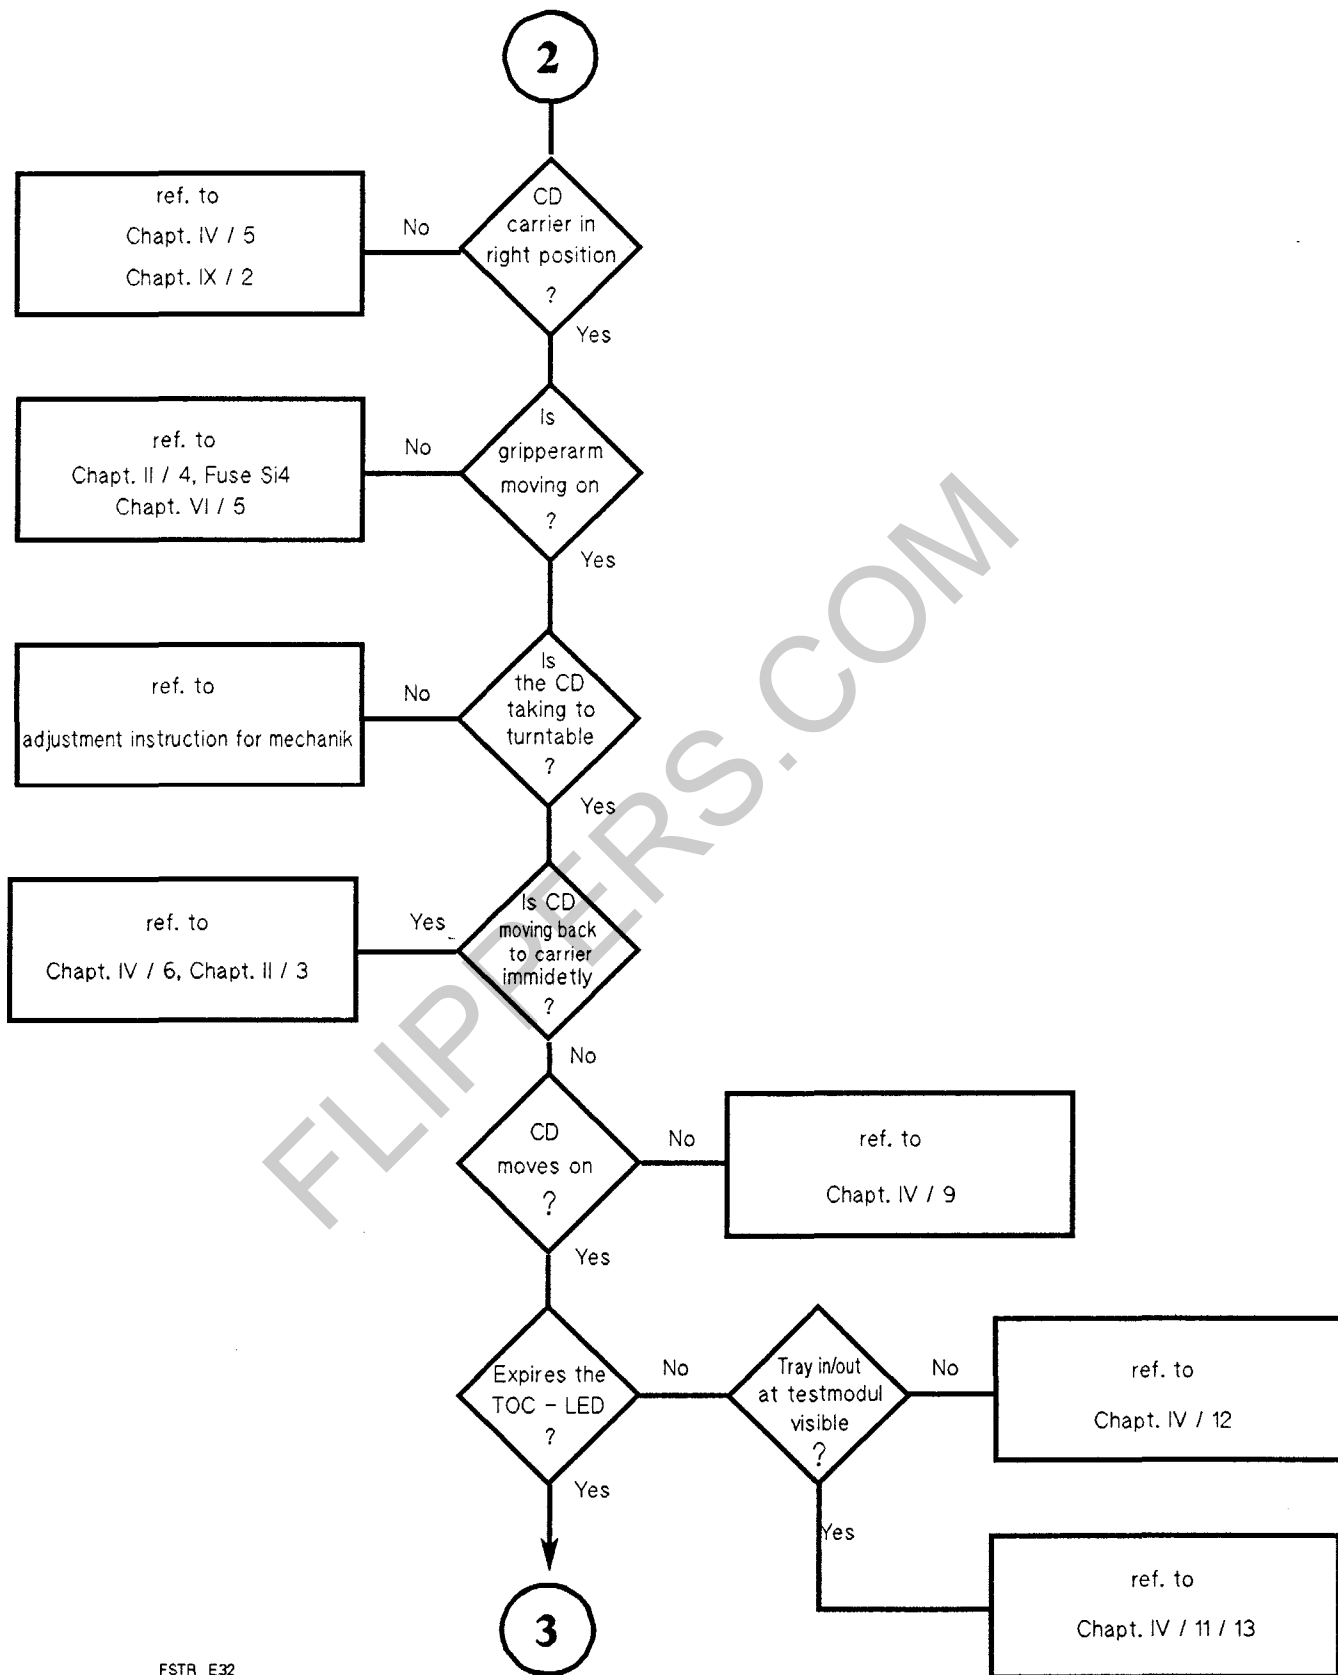 2
CD
carrier in
right position
?
No
ref. to
Chapt. IV / 5
Chapt. IX / 2
Yes
Is
gripperarm
moving on
?
No
ref. to
Chapt. II / 4, Fuse Si4
Chapt. VI / 5
Yes
Is
the CD
taking to
turntable
?
No
ref. to
adjustment instruction for mechanik
Yes
Is CD
moving back
to carrier
immidetly
?
Yes
ref. to
Chapt. IV / 6, Chapt. II / 3
No
CD
moves on
?
No
ref. to
Chapt. IV / 9
Yes
Expires the
TOC - LED
?
No
Tray in/out
at testmodul
visible
?
No
ref. to
Chapt. IV / 12
Yes
ref. to
Chapt. IV / 11 / 13
Yes
3
FSTR E32
FLIPPERS.COM